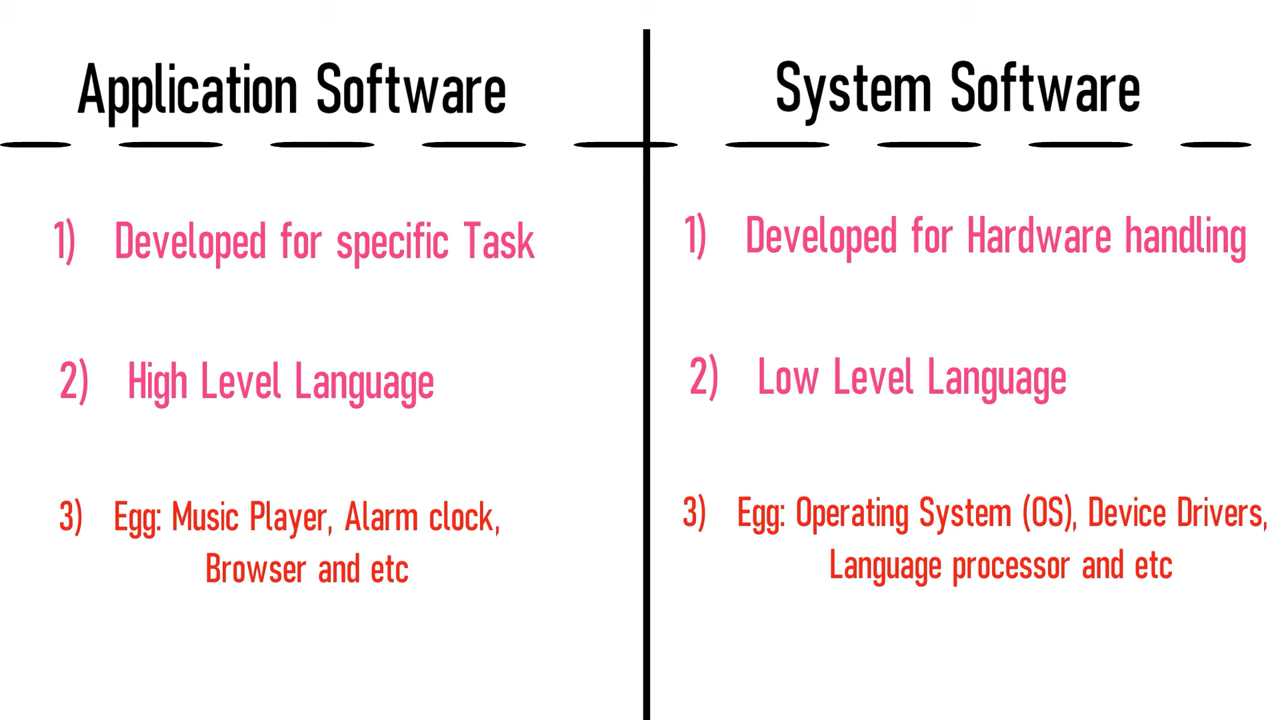 Application Software
1) Developed for specific Task
2) High Level Language
3) Egg: Music Player, Alarm clock,
Browser and etc
System Software
1) Developed for Hardware handling
2) Low Level Language
3) Egg: Operating System (OS), Device Drivers,
Language processor and etc